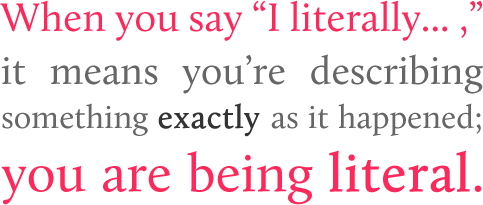 When you say “I literally... ,”
it means you’re describing
something exactly as it happened;
you are being literal.